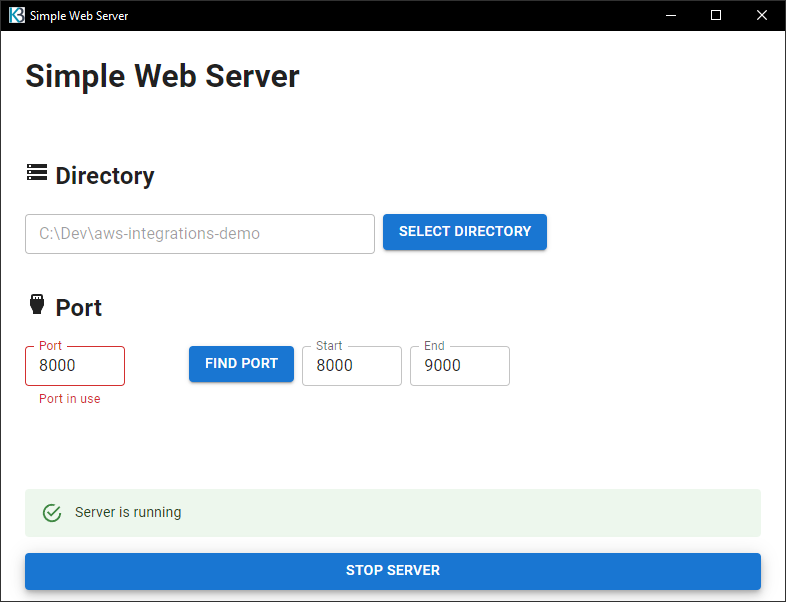 Simple Web Server
Simple Web Server
Directory
C:\Dev\aws-integrations-demo
SELECT DIRECTORY
Port
Port
8000
Port in use
FIND PORT
Start
8000
End
9000
Server is running
STOP SERVER